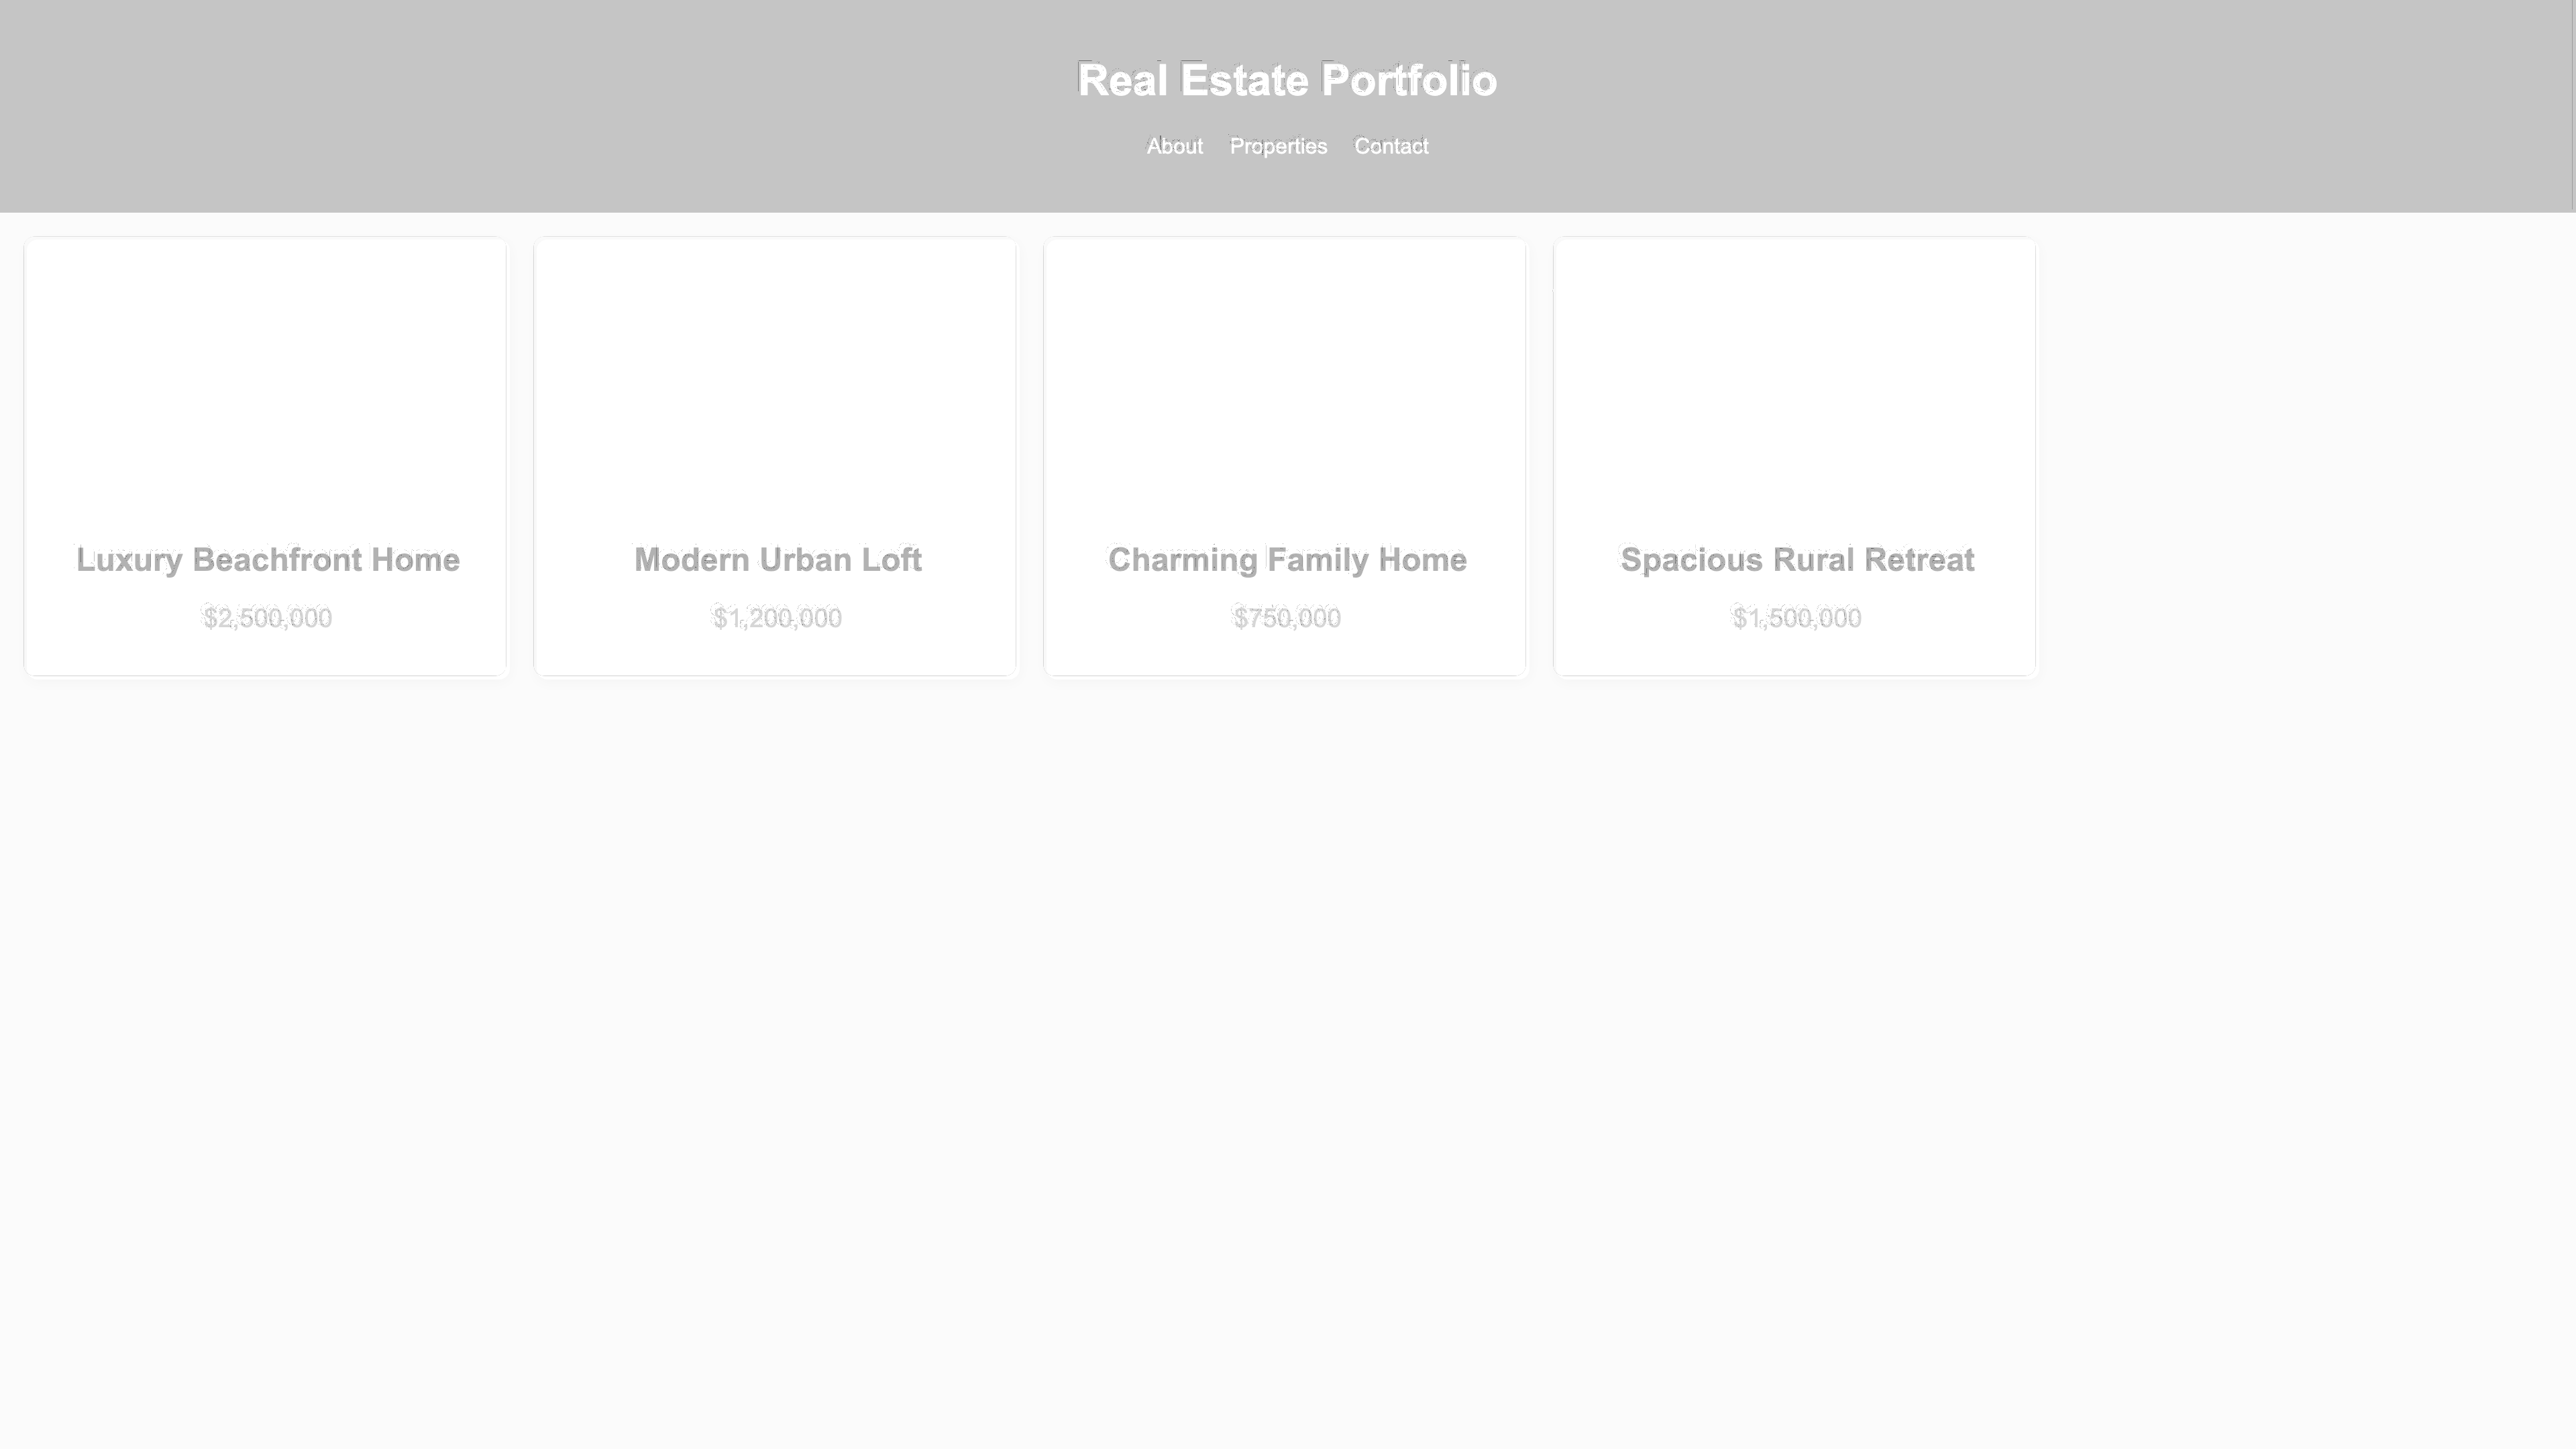 Real Estate Portfolio
About Properties Contact
Luxury Beachfront Home
$2,500,000
Modern Urban Loft
$1,200,000
Charming Family Home
$750,000
Spacious Rural Retreat
$1,500,000